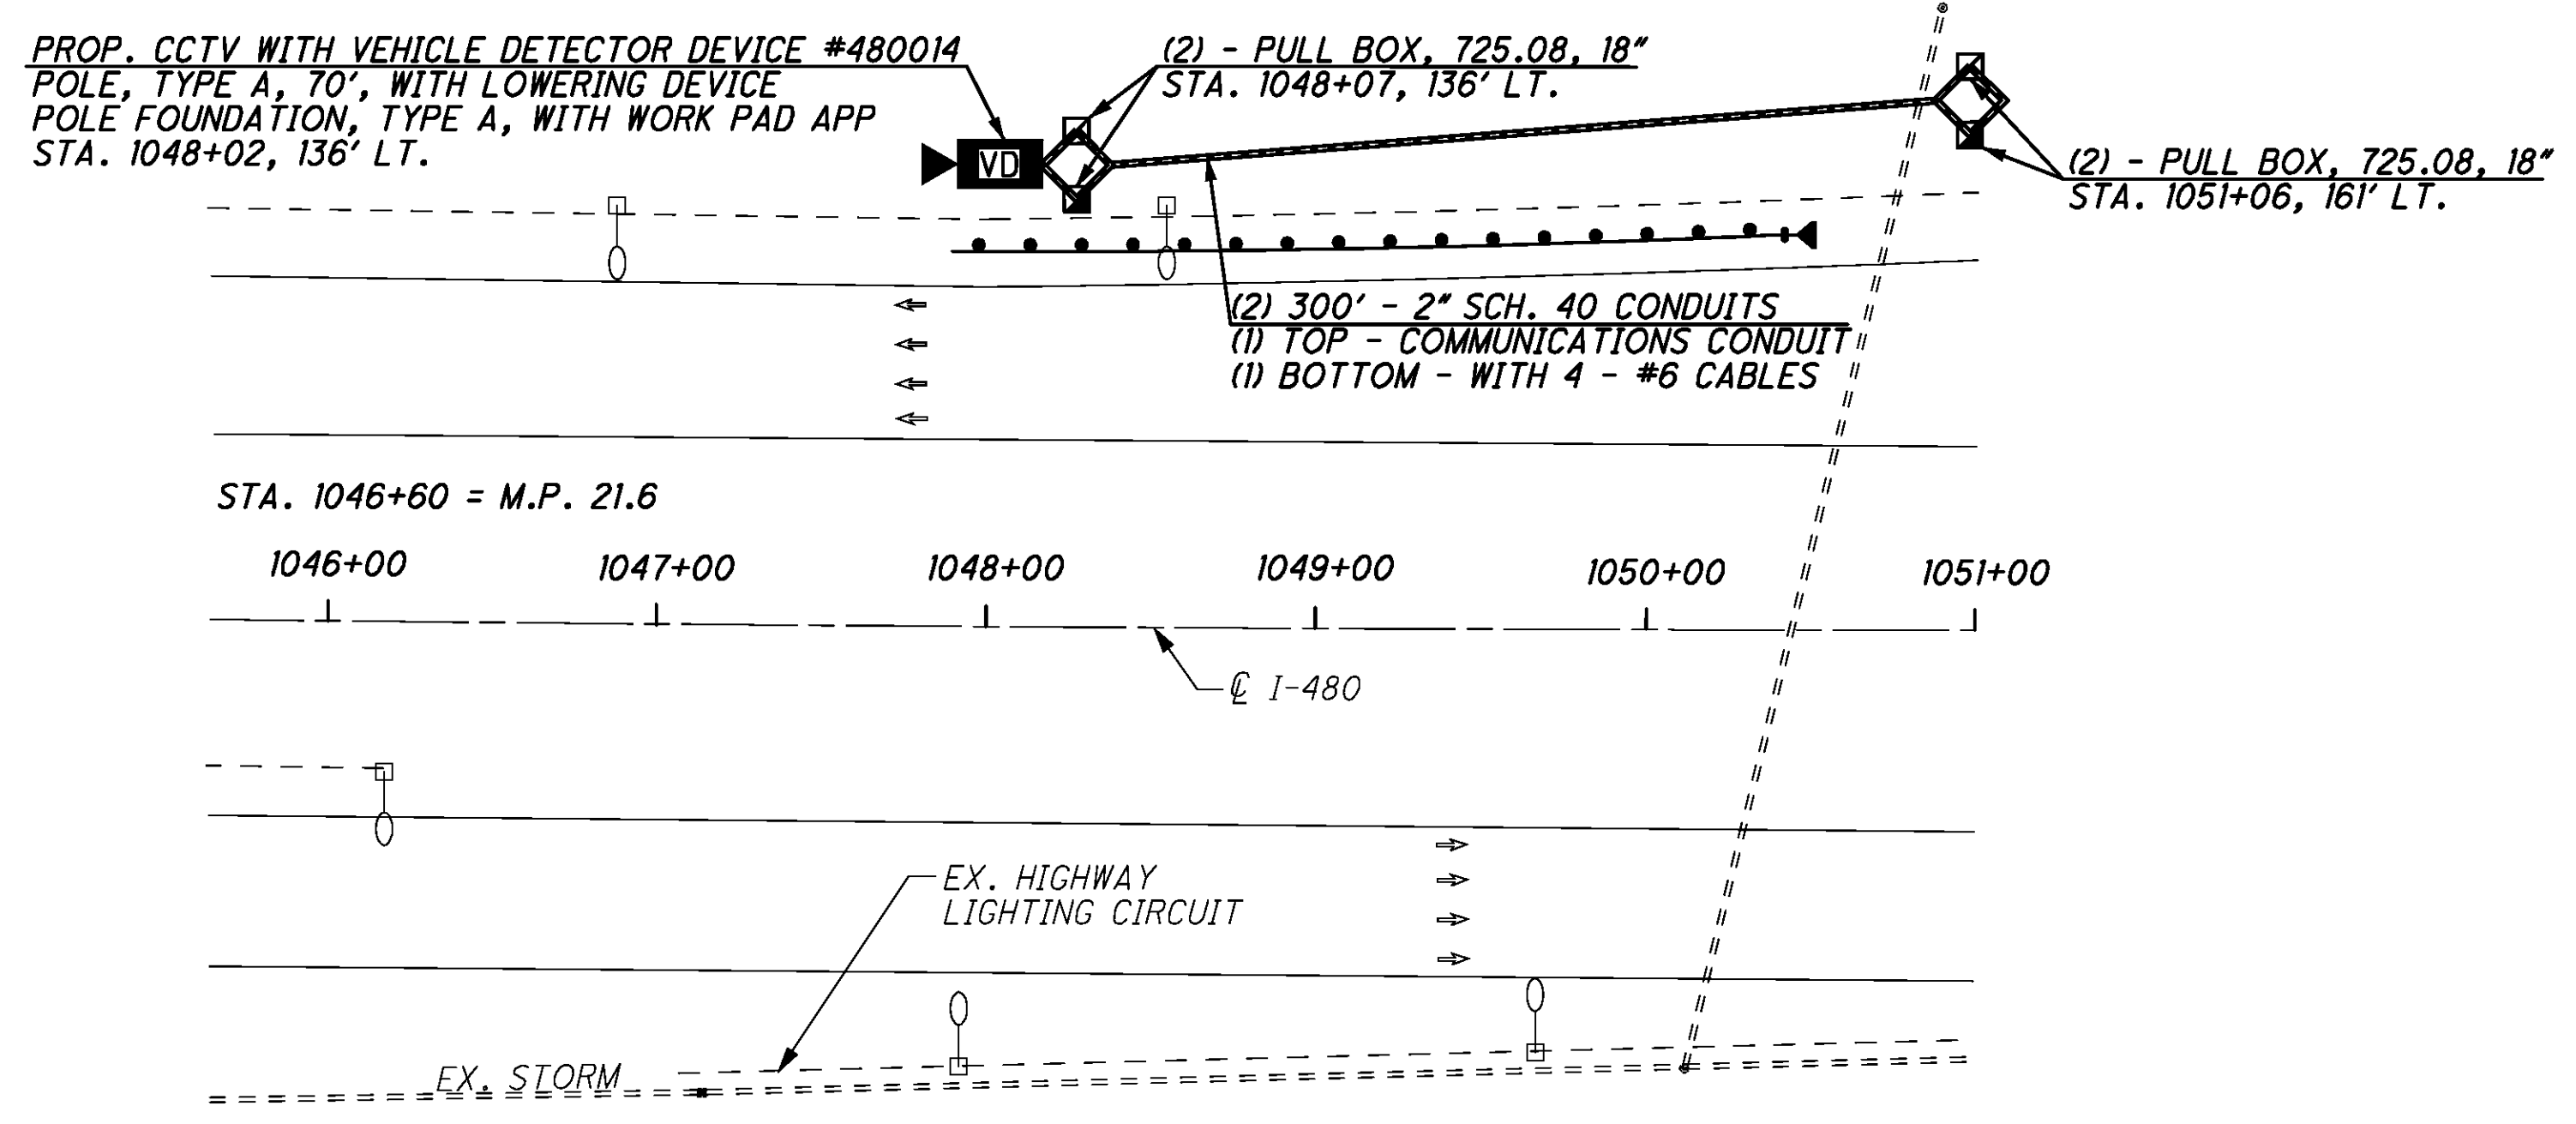 PROP. CCTV WITH VEHICLE DETECTOR DEVICE #480014
POLE, TYPE A, 70', WITH LOWERING DEVICE
POLE FOUNDATION, TYPE A, WITH WORK PAD APP
STA. 1048+02, 136' LT.
(2) - PULL BOX, 725.08, 18"
STA. 1048+07, 136' LT.
VD
(2) - PULL BOX, 725.08, 18"
STA. 1051+06, 161' LT.
(2) 300' - 2" SCH. 40 CONDUITS
(1) TOP - COMMUNICATIONS CONDUIT
(1) BOTTOM - WITH 4 - #6 CABLES
STA. 1046+60 = M.P. 21.6
1046+00 1047+00 1048+00 1049+00 1050+00 1051+00
℄ I-480
EX. HIGHWAY
LIGHTING CIRCUIT
EX. STORM